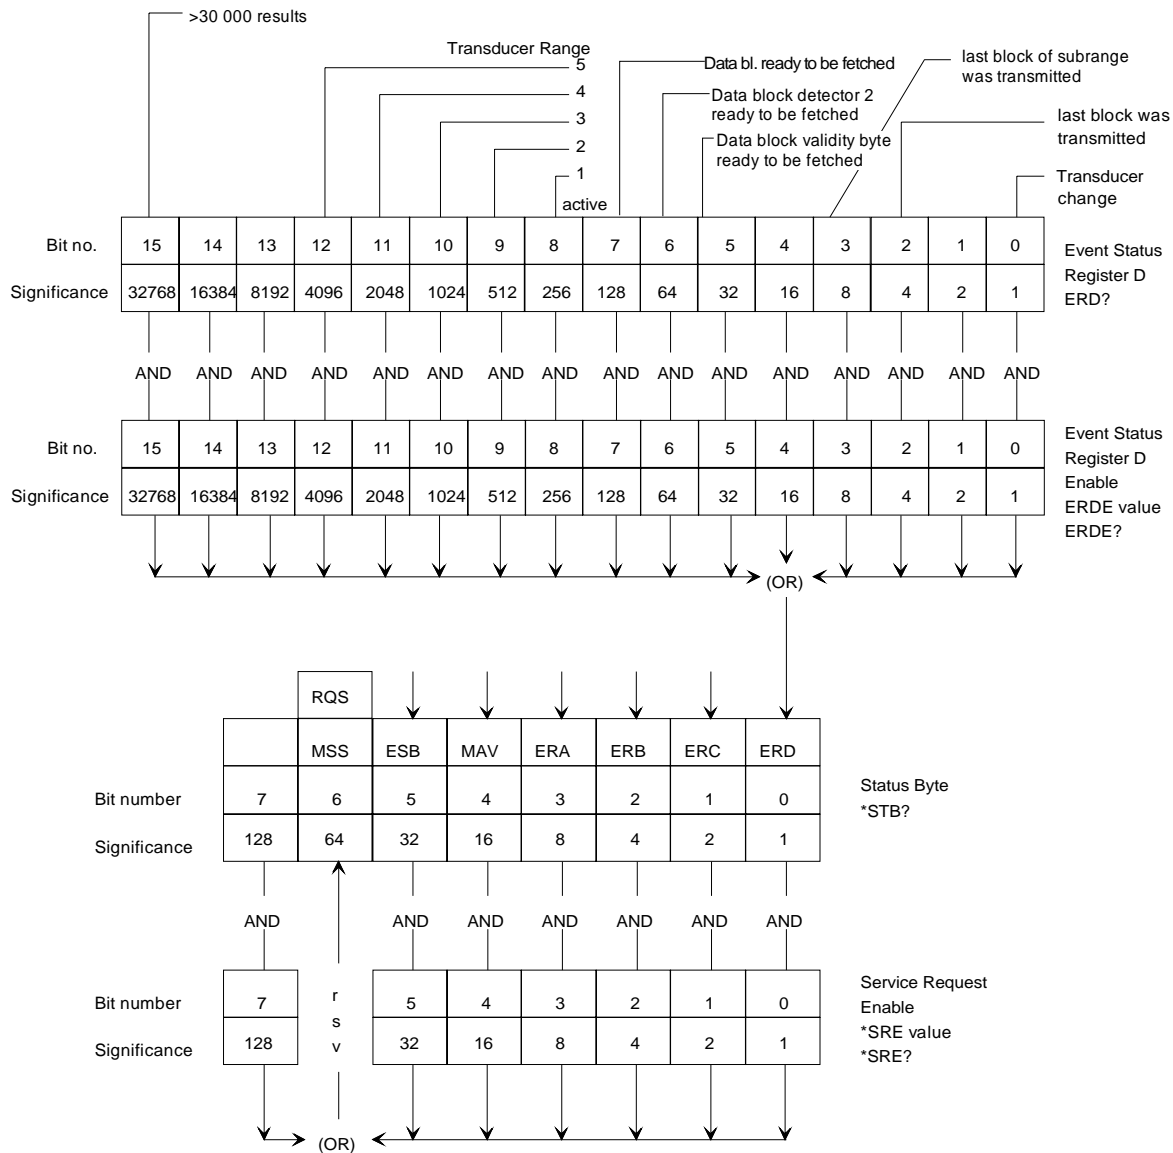 >30 000 results
Transducer Range
5
4
3
2
1
active
Data bl. ready to be fetched
Data block detector 2
ready to be fetched
Data block validity byte
ready to be fetched
last block of subrange
was transmitted
last block was
transmitted
Transducer
change
Bit no. 15 14 13 12 11 10 9 8 7 6 5 4 3 2 1 0
Significance 32768 16384 8192 4096 2048 1024 512 256 128 64 32 16 8 4 2 1
Event Status
Register D
ERD?
AND AND AND AND AND AND AND AND AND AND AND AND AND AND AND AND
Bit no. 15 14 13 12 11 10 9 8 7 6 5 4 3 2 1 0
Significance 32768 16384 8192 4096 2048 1024 512 256 128 64 32 16 8 4 2 1
Event Status
Register D
Enable
ERDE value
ERDE?
(OR)
RQS
MSS ESB MAV ERA ERB ERC ERD
Bit number 7 6 5 4 3 2 1 0
Significance 128 64 32 16 8 4 2 1
Status Byte
*STB?
AND AND AND AND AND AND AND
Bit number 7 5 4 3 2 1 0
Significance 128 32 16 8 4 2 1
r
s
v
Service Request
Enable
*SRE value
*SRE?
(OR)